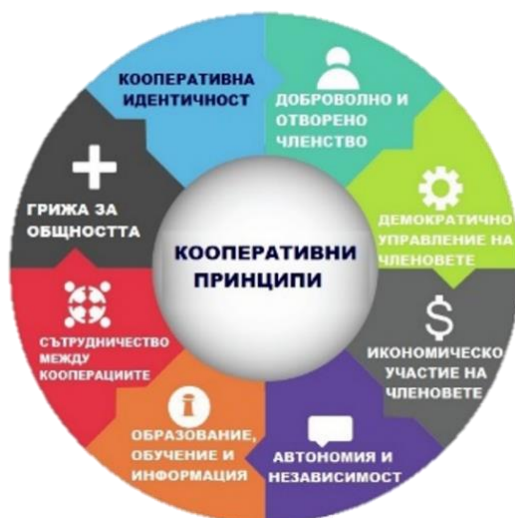 КООПЕРАТИВНА
ИДЕНТИЧНОСТ
ДОБРОВОЛНО И
ОТВОРЕНО
ЧЛЕНСТВО
ДЕМОКРАТИЧНО
УПРАВЛЕНИЕ НА
ЧЛЕНОВЕТЕ
$
ИКОНОМИЧЕСКО
УЧАСТИЕ НА
ЧЛЕНОВЕТЕ
АВТОНОМИЯ И
НЕЗАВИСИМОСТ
i
ОБРАЗОВАНИЕ,
ОБУЧЕНИЕ И
ИНФОРМАЦИЯ
СЪТРУДНИЧЕСТВО
МЕЖДУ
КООПЕРАЦИИТЕ
ГРИЖА ЗА
ОБЩНОСТТА
КООПЕРАТИВНИ
ПРИНЦИПИ